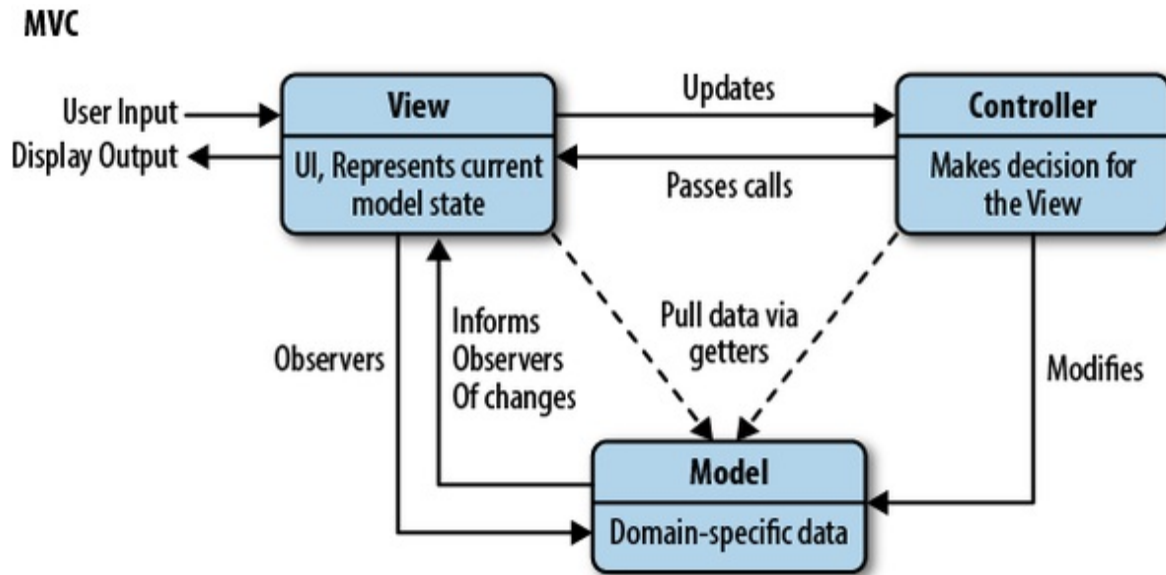 MVC
User Input
Display Output
View
UI, Represents current
model state
Updates
Passes calls
Controller
Makes decision for
the View
Observers
Informs
Observers
Of changes
Pull data via
getters
Modifies
Model
Domain-specific data